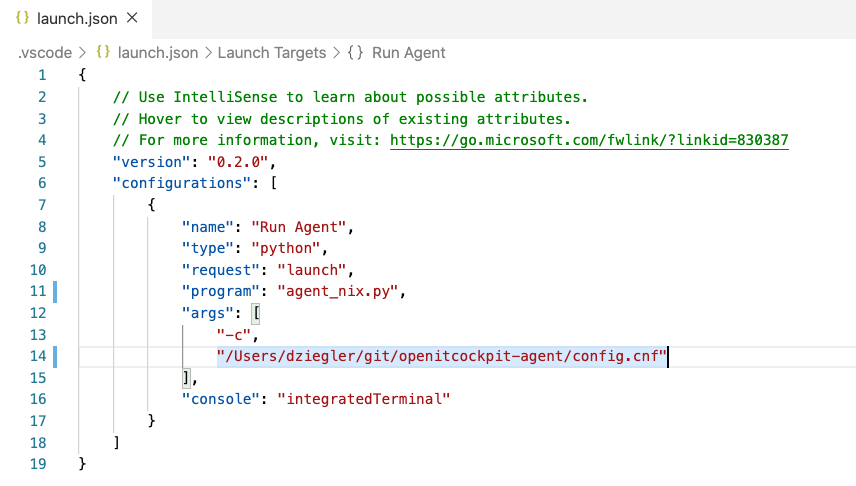 {} launch.json ×
.vscode > {} launch.json > Launch Targets > {} Run Agent
1 {
2 // Use IntelliSense to learn about possible attributes.
3 // Hover to view descriptions of existing attributes.
4 // For more information, visit: https://go.microsoft.com/fwlink/?linkid=830387
5 "version": "0.2.0",
6 "configurations": [
7 {
8 "name": "Run Agent",
9 "type": "python",
10 "request": "launch",
11 "program": "agent_nix.py",
12 "args": [
13 "-c",
14 "/Users/dziegler/git/openitcockpit-agent/config.cnf"
15 ],
16 "console": "integratedTerminal"
17 }
18 ]
19 }